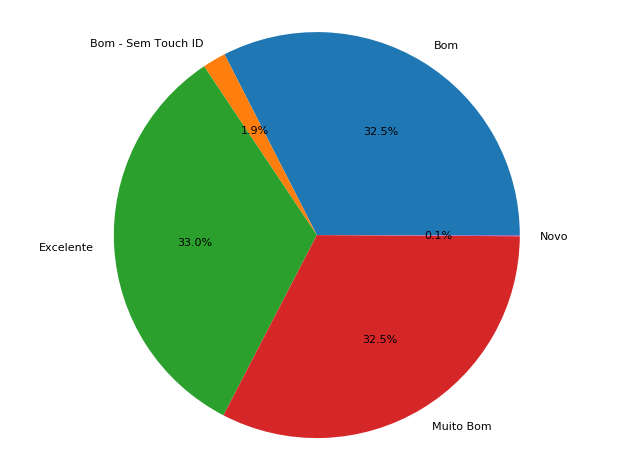 Bom - Sem Touch ID
Bom
1.9%
32.5%
Excelente
33.0%
0.1%
Novo
32.5%
Muito Bom